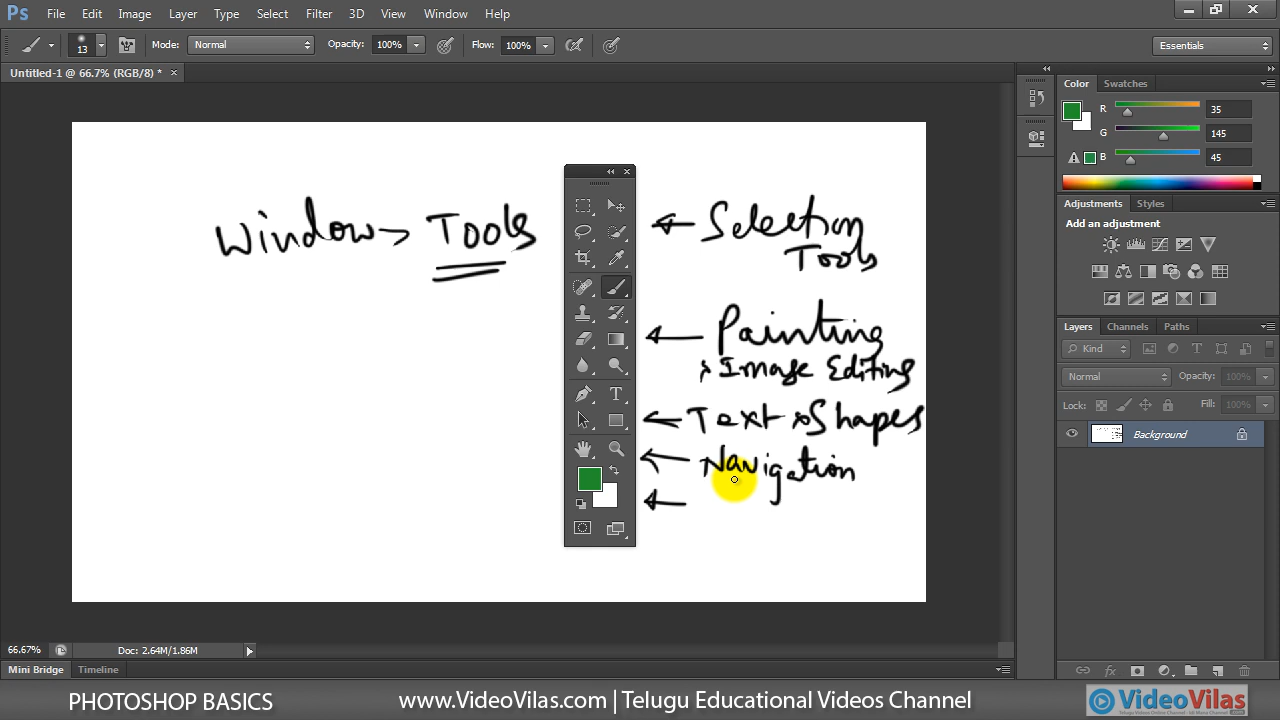 Ps File Edit Image Layer Type Select Filter 3D View Window Help
13 Mode: Normal Opacity: 100% Flow: 100% Essentials
Untitled-1 @ 66.7% (RGB/8) * ×
Color Swatches
R 35
G 145
B 45
Adjustments Styles
Add an adjustment
Window → Tools
Selection
Tools
Painting
Image Editing
Text Shapes
Navigation
T
Layers Channels Paths
Kind T
Normal Opacity: 100%
Lock: Fill: 100%
Background
66.67% Doc: 2.64M/1.86M
Mini Bridge Timeline
PHOTOSHOP BASICS www.VideoVilas.com | Telugu Educational Videos Channel VideoVilas